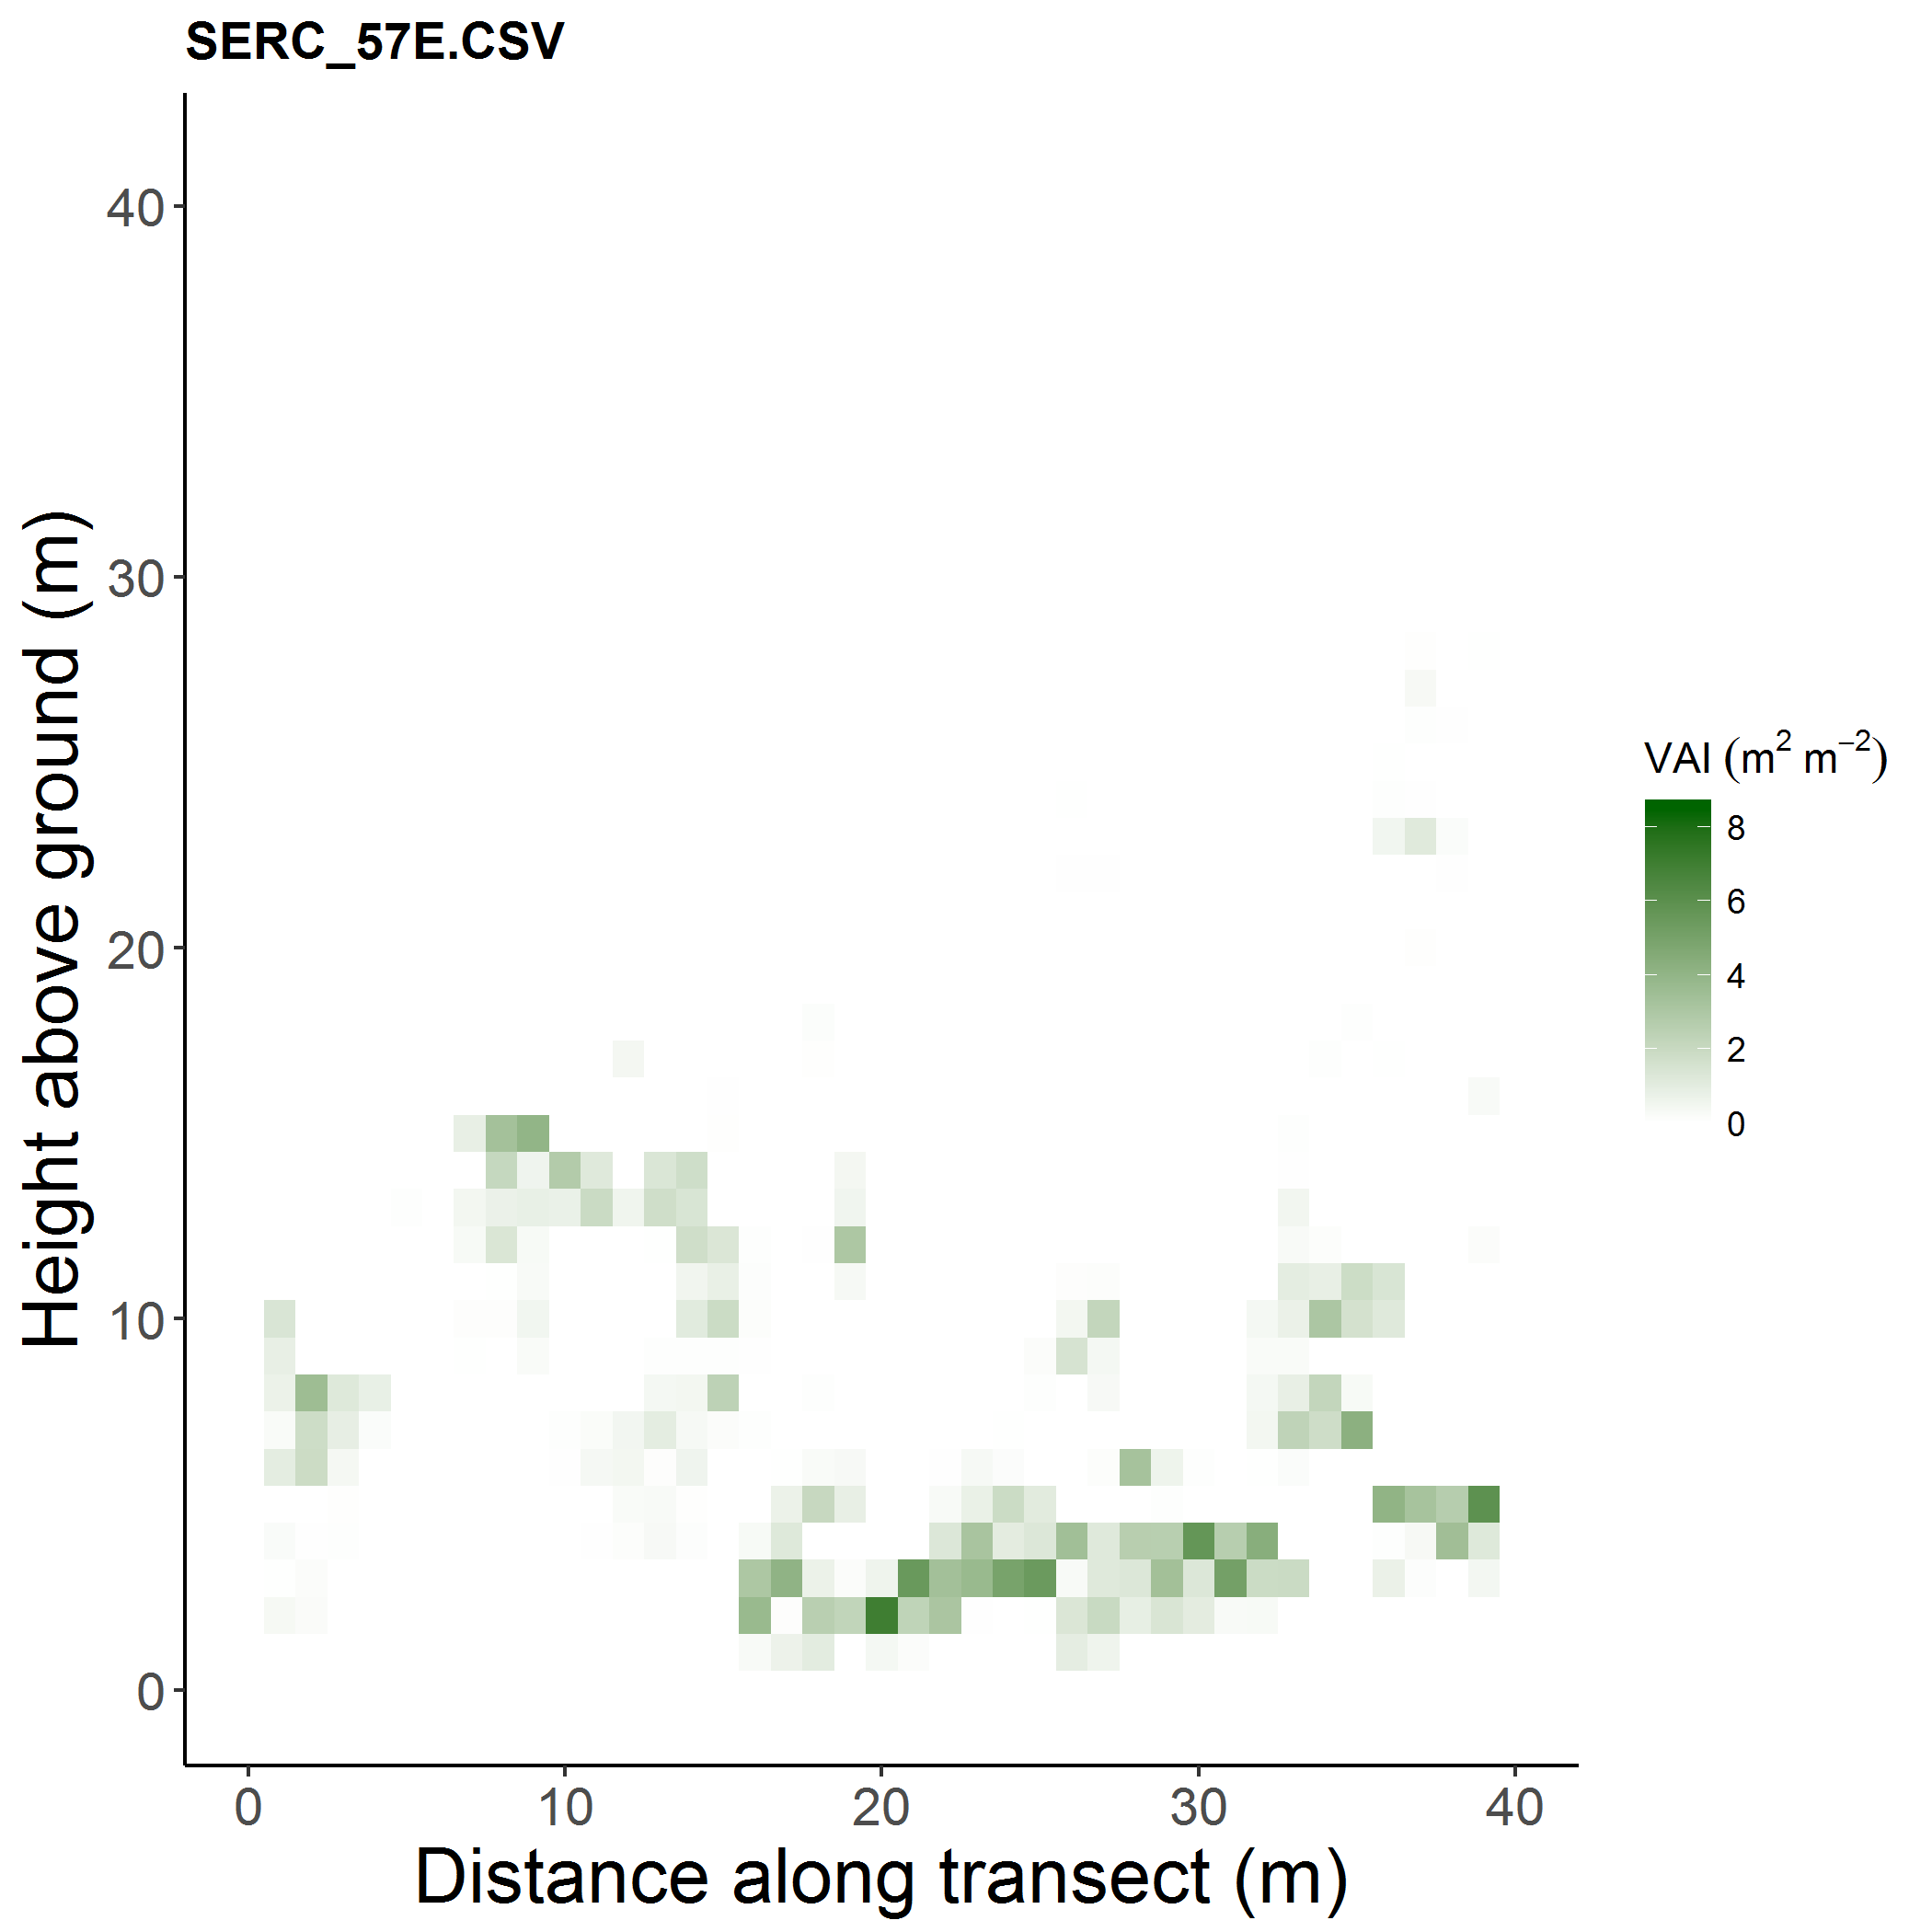 SERC_57E.CSV
40
30
20
10
0
Height above ground (m)
0 10 20 30 40
Distance along transect (m)
VAI (m² m⁻²)
8
6
4
2
0